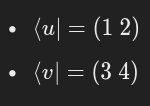 • ⟨u| = (1 2)
• ⟨v| = (3 4)